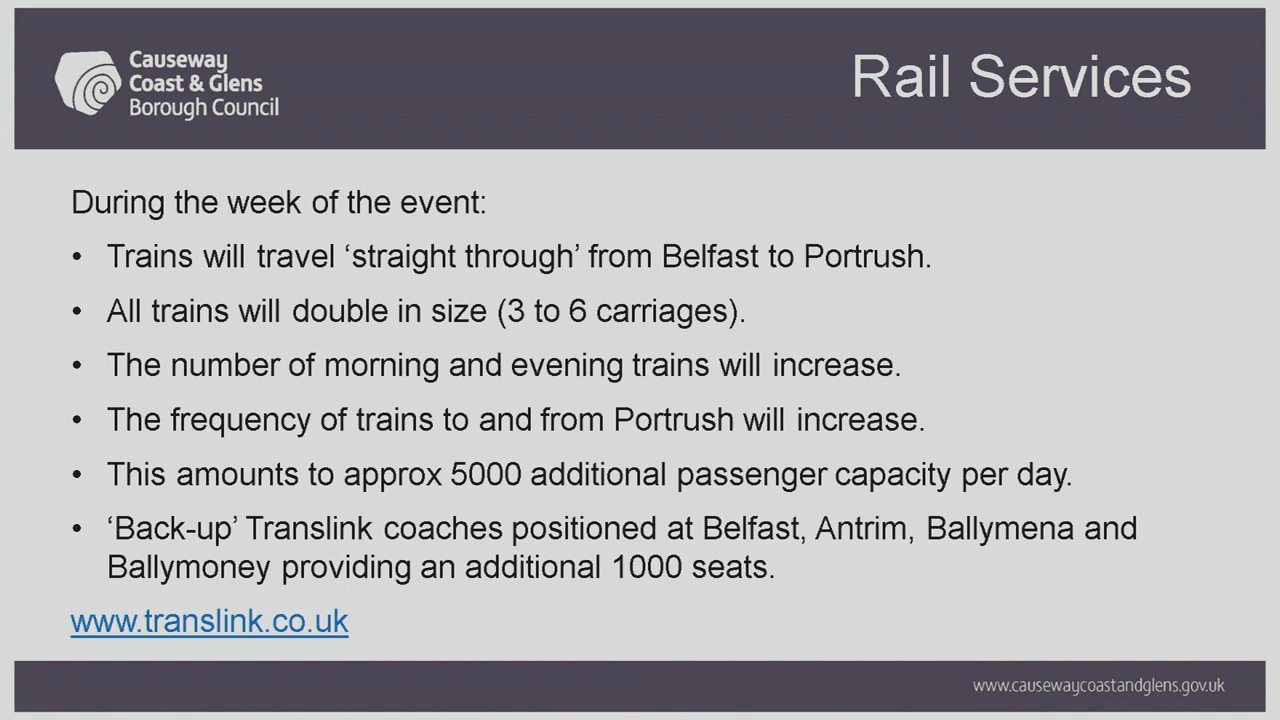 Causeway
Coast & Glens
Borough Council
Rail Services
During the week of the event:
• Trains will travel ‘straight through’ from Belfast to Portrush.
• All trains will double in size (3 to 6 carriages).
• The number of morning and evening trains will increase.
• The frequency of trains to and from Portrush will increase.
• This amounts to approx 5000 additional passenger capacity per day.
• ‘Back-up’ Translink coaches positioned at Belfast, Antrim, Ballymena and
Ballymoney providing an additional 1000 seats.
www.translink.co.uk
www.causewaycoastandglens.gov.uk